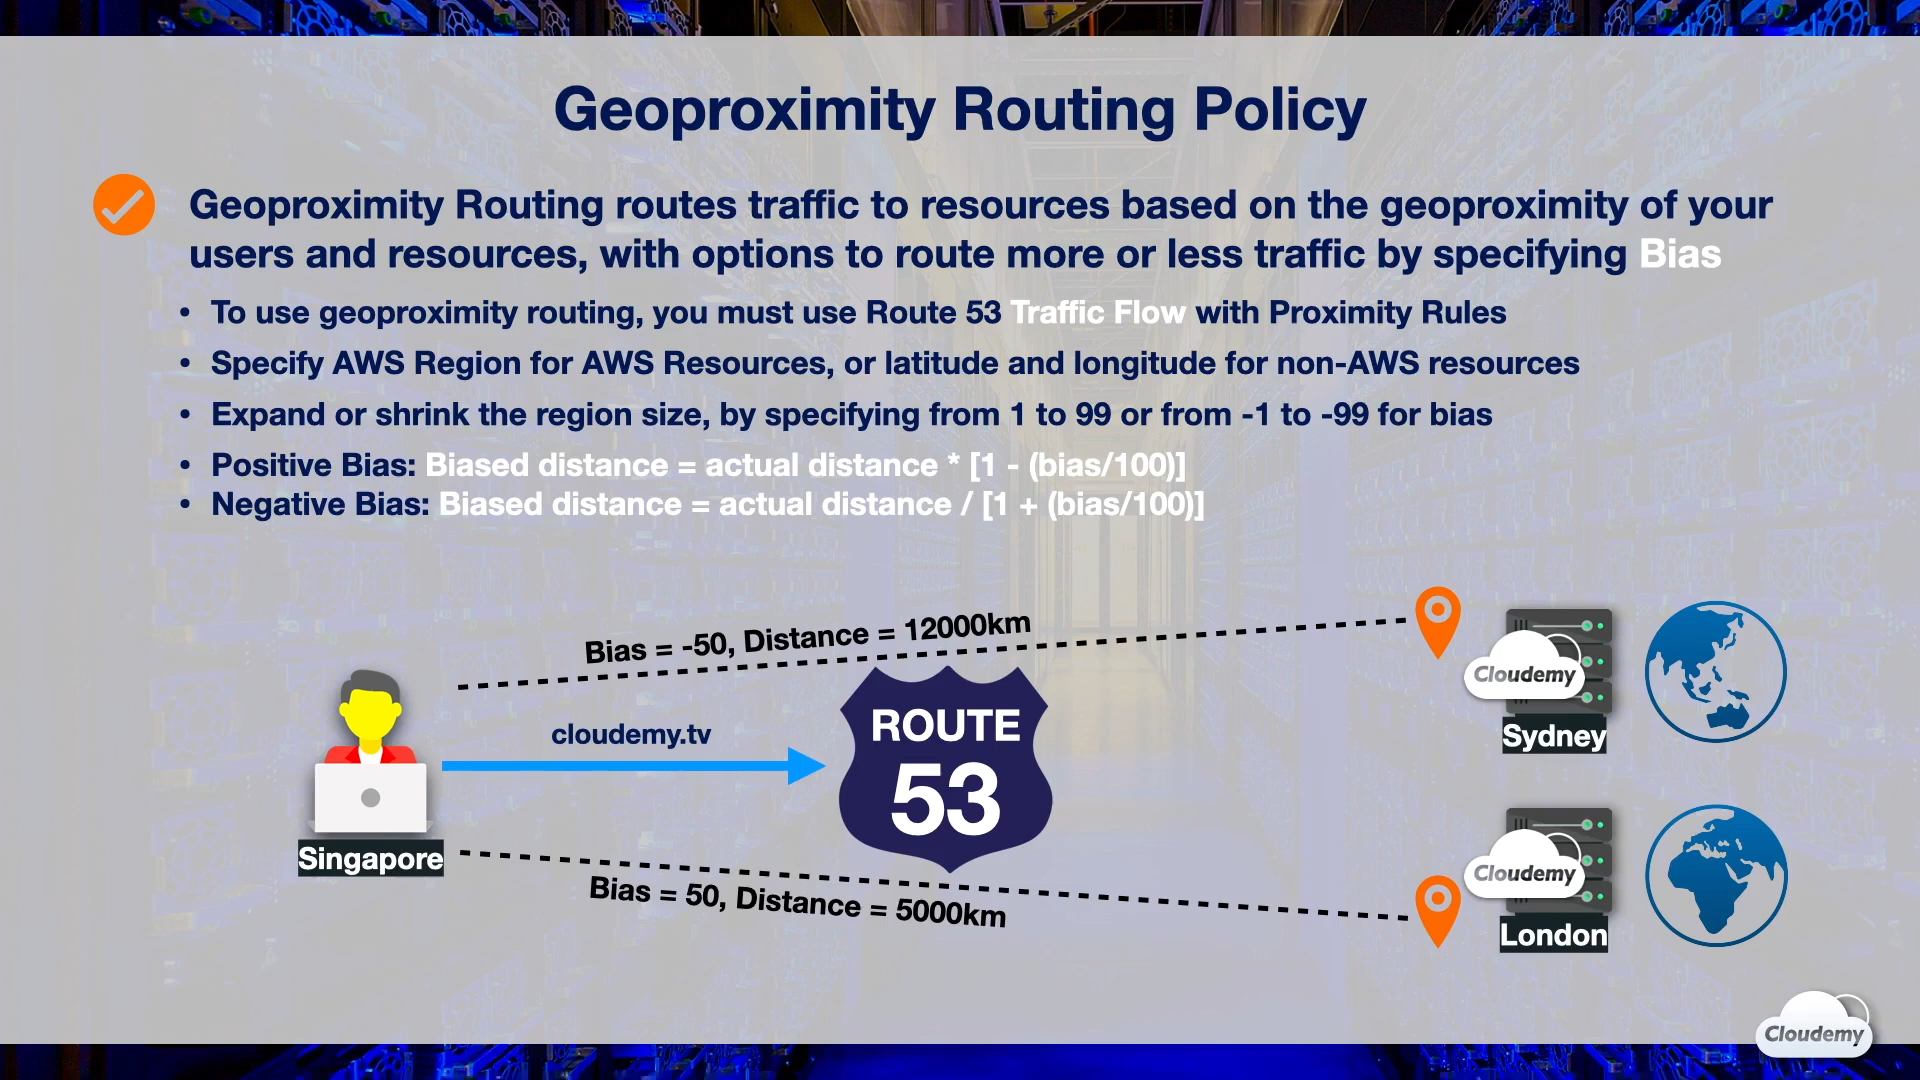 Geoproximity Routing Policy
Geoproximity Routing routes traffic to resources based on the geoproximity of your
users and resources, with options to route more or less traffic by specifying Bias
• To use geoproximity routing, you must use Route 53 Traffic Flow with Proximity Rules
• Specify AWS Region for AWS Resources, or latitude and longitude for non-AWS resources
• Expand or shrink the region size, by specifying from 1 to 99 or from -1 to -99 for bias
• Positive Bias: Biased distance = actual distance * [1 - (bias/100)]
• Negative Bias: Biased distance = actual distance / [1 + (bias/100)]
Bias = -50, Distance = 12000km
Cloudemy
Sydney
cloudemy.tv
ROUTE
53
Singapore
Bias = 50, Distance = 5000km
Cloudemy
London
Cloudemy